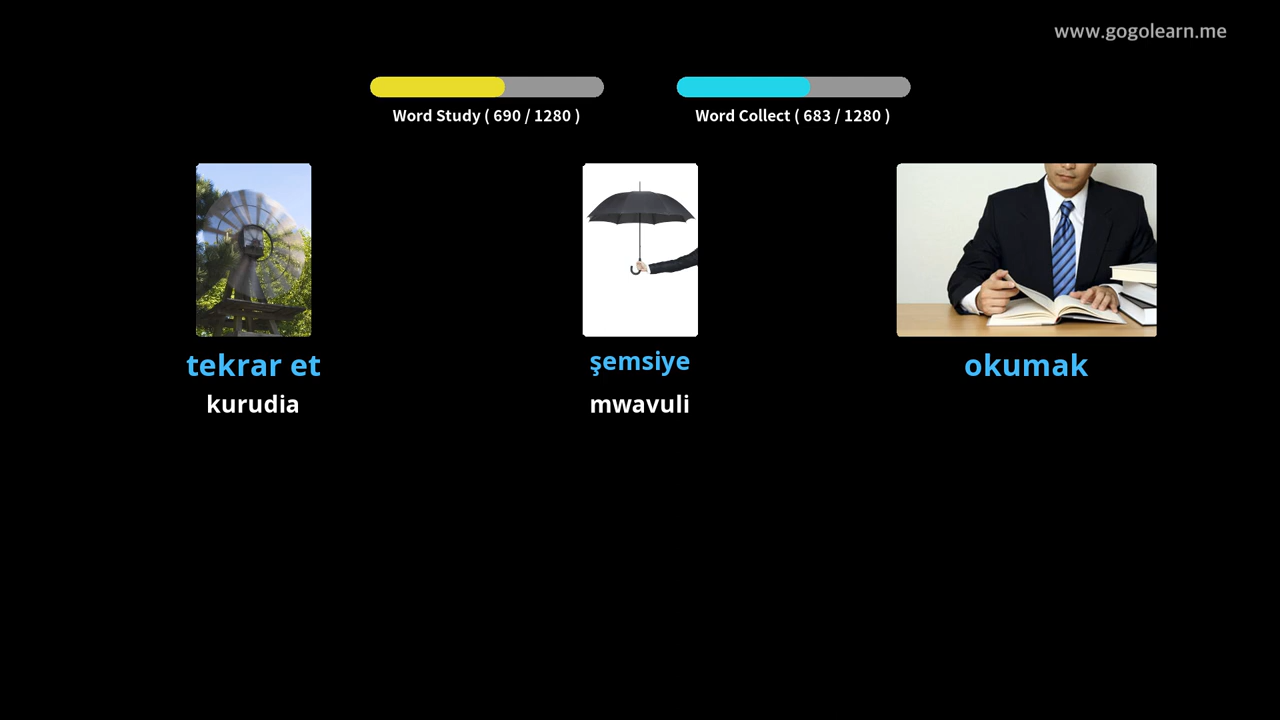 www.gogolearn.me
Word Study ( 690 / 1280 )
Word Collect ( 683 / 1280 )
tekrar et
kurudia
şemsiye
mwavuli
okumak